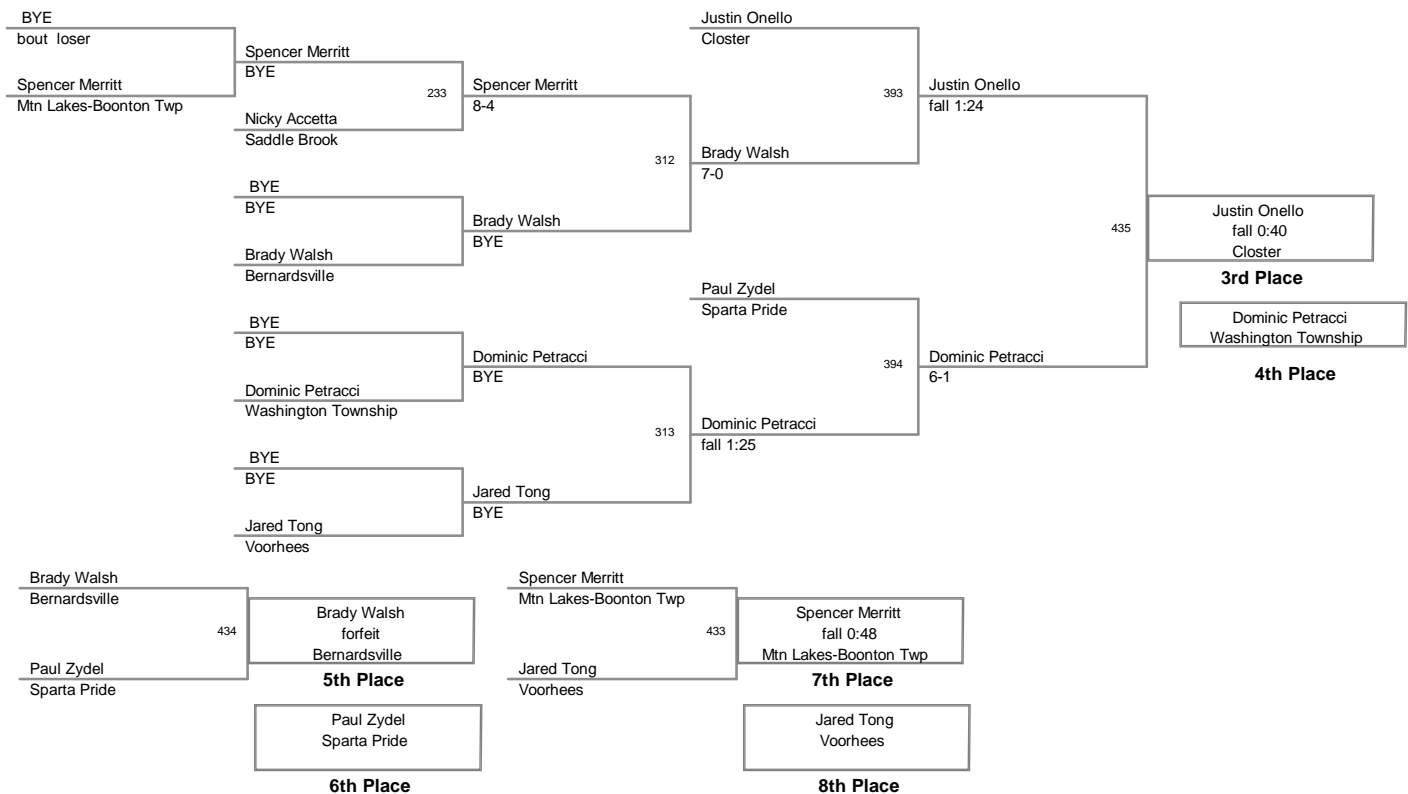 BYE
bout loser
Spencer Merritt
Mtn Lakes-Boonton Twp
Spencer Merritt
BYE
233
Nicky Accetta
Saddle Brook
Spencer Merritt
8-4
BYE
BYE
Brady Walsh
Bernardsville
Brady Walsh
BYE
312
Justin Onello
Closter
Brady Walsh
7-0
393
Justin Onello
fall 1:24
BYE
BYE
Dominic Petracci
Washington Township
Dominic Petracci
BYE
BYE
BYE
Jared Tong
Voorhees
Jared Tong
BYE
313
Paul Zydel
Sparta Pride
Dominic Petracci
fall 1:25
394
Dominic Petracci
6-1
435
Justin Onello
fall 0:40
Closter
3rd Place
Dominic Petracci
Washington Township
4th Place
Brady Walsh
Bernardsville
434
Paul Zydel
Sparta Pride
Brady Walsh
forfeit
Bernardsville
5th Place
Paul Zydel
Sparta Pride
6th Place
Spencer Merritt
Mtn Lakes-Boonton Twp
433
Jared Tong
Voorhees
Spencer Merritt
fall 0:48
Mtn Lakes-Boonton Twp
7th Place
Jared Tong
Voorhees
8th Place